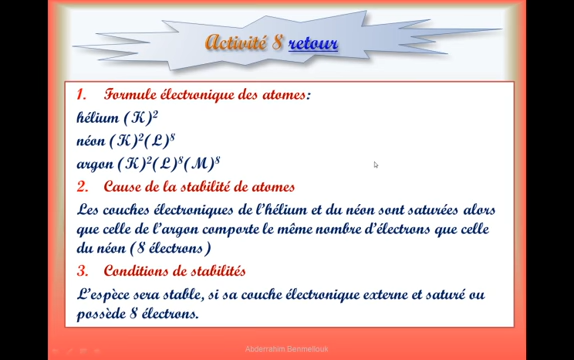 Activité 8 retour
1. Formule électronique des atomes:
hélium (K)²
néon (K)²(L)⁸
argon (K)²(L)⁸(M)⁸
2. Cause de la stabilité de atomes
Les couches électroniques de l'hélium et du néon sont saturées alors
que celle de l'argon comporte le même nombre d'électrons que celle
du néon (8 électrons)
3. Conditions de stabilités
L'espèce sera stable, si sa couche électronique externe et saturé ou
possède 8 électrons.
Abderrahim Benmellouk